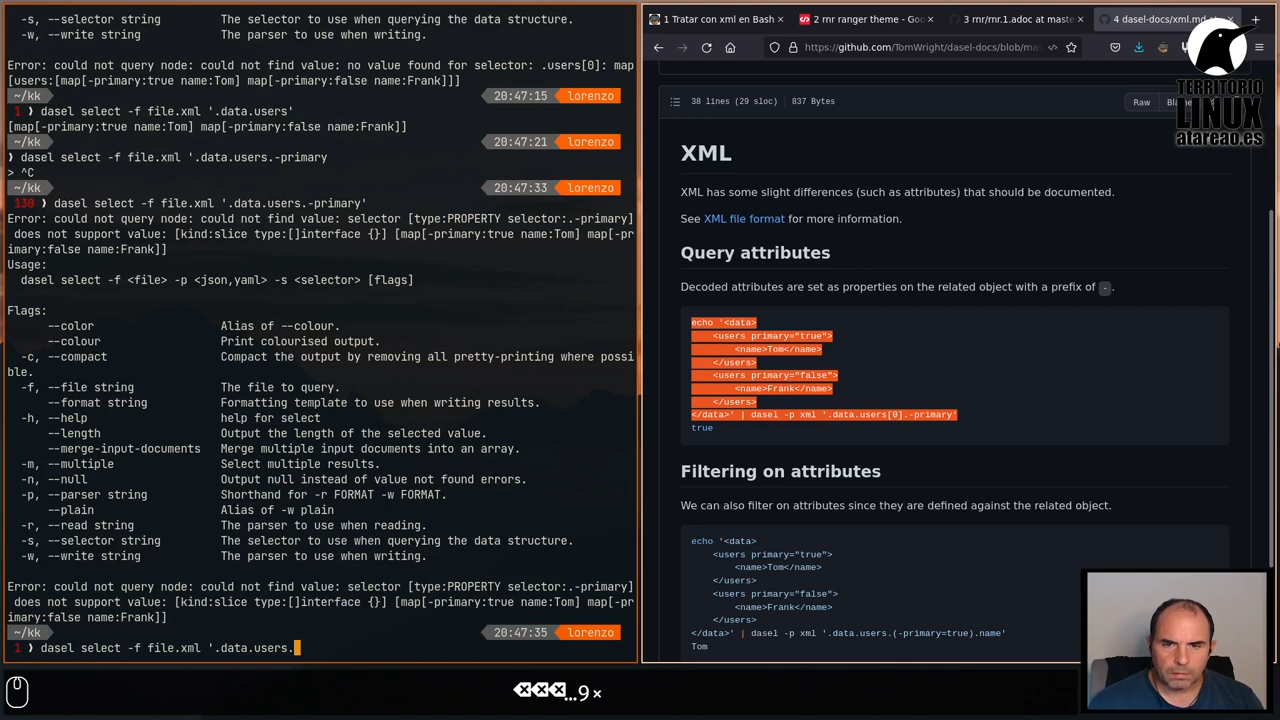 -s, --selector string          The selector to use when querying the data structure.
-w, --write string             The parser to use when writing.
Error: could not query node: could not find value: no value found for selector: .users[0]: map
[users:[map[-primary:true name:Tom] map[-primary:false name:Frank]]]
~/kk 20:47:15 lorenzo
1 ❯ dasel select -f file.xml '.data.users'
[map[-primary:true name:Tom] map[-primary:false name:Frank]]
~/kk 20:47:21 lorenzo
❯ dasel select -f file.xml '.data.users.-primary
> ^C
~/kk 20:47:33 lorenzo
130 ❯ dasel select -f file.xml '.data.users.-primary'
Error: could not query node: could not find value: selector [type:PROPERTY selector:.-primary]
does not support value: [kind:slice type:[]interface {}] [map[-primary:true name:Tom] map[-pr
imary:false name:Frank]]
Usage:
dasel select -f <file> -p <json,yaml> -s <selector> [flags]
Flags:
--color                    Alias of --colour.
--colour                   Print colourised output.
-c, --compact                  Compact the output by removing all pretty-printing where possi
ble.
-f, --file string              The file to query.
--format string            Formatting template to use when writing results.
-h, --help                     help for select
--length                   Output the length of the selected value.
--merge-input-documents    Merge multiple input documents into an array.
-m, --multiple                 Select multiple results.
-n, --null                     Output null instead of value not found errors.
-p, --parser string            Shorthand for -r FORMAT -w FORMAT.
--plain                    Alias of -w plain
-r, --read string              The parser to use when reading.
-s, --selector string          The selector to use when querying the data structure.
-w, --write string             The parser to use when writing.
Error: could not query node: could not find value: selector [type:PROPERTY selector:.-primary]
does not support value: [kind:slice type:[]interface {}] [map[-primary:true name:Tom] map[-pr
imary:false name:Frank]]
~/kk 20:47:35 lorenzo
1 ❯ dasel select -f file.xml '.data.users.
1 Tratar con xml en Bash
2 rnr ranger theme - Goo
3 rnr/rnr.1.adoc at maste
4 dasel-docs/xml.md
https://github.com/TomWright/dasel-docs/blob/ma
38 lines (29 sloc) 837 Bytes
Raw
TERRITORIO
LINUX
atareao.es
XML
XML has some slight differences (such as attributes) that should be documented.
See XML file format for more information.
Query attributes
Decoded attributes are set as properties on the related object with a prefix of -.
echo '<data>
<users primary="true">
<name>Tom</name>
</users>
<users primary="false">
<name>Frank</name>
</users>
</data>' | dasel -p xml '.data.users[0].-primary'
true
Filtering on attributes
We can also filter on attributes since they are defined against the related object.
echo '<data>
<users primary="true">
<name>Tom</name>
</users>
<users primary="false">
<name>Frank</name>
</users>
</data>' | dasel -p xml '.data.users.(-primary=true).name'
Tom
...9×